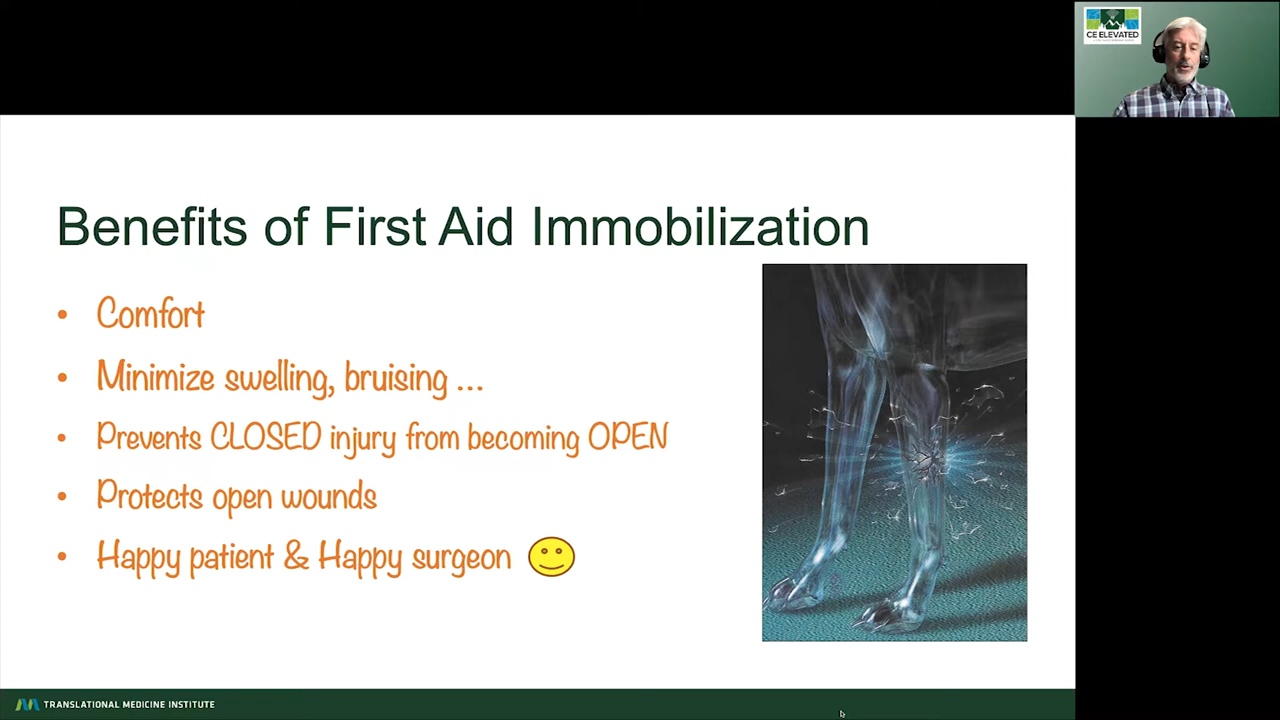 CE ELEVATED
Benefits of First Aid Immobilization
• Comfort
• Minimize swelling, bruising ...
• Prevents CLOSED injury from becoming OPEN
• Protects open wounds
• Happy patient & Happy surgeon
TRANSLATIONAL MEDICINE INSTITUTE